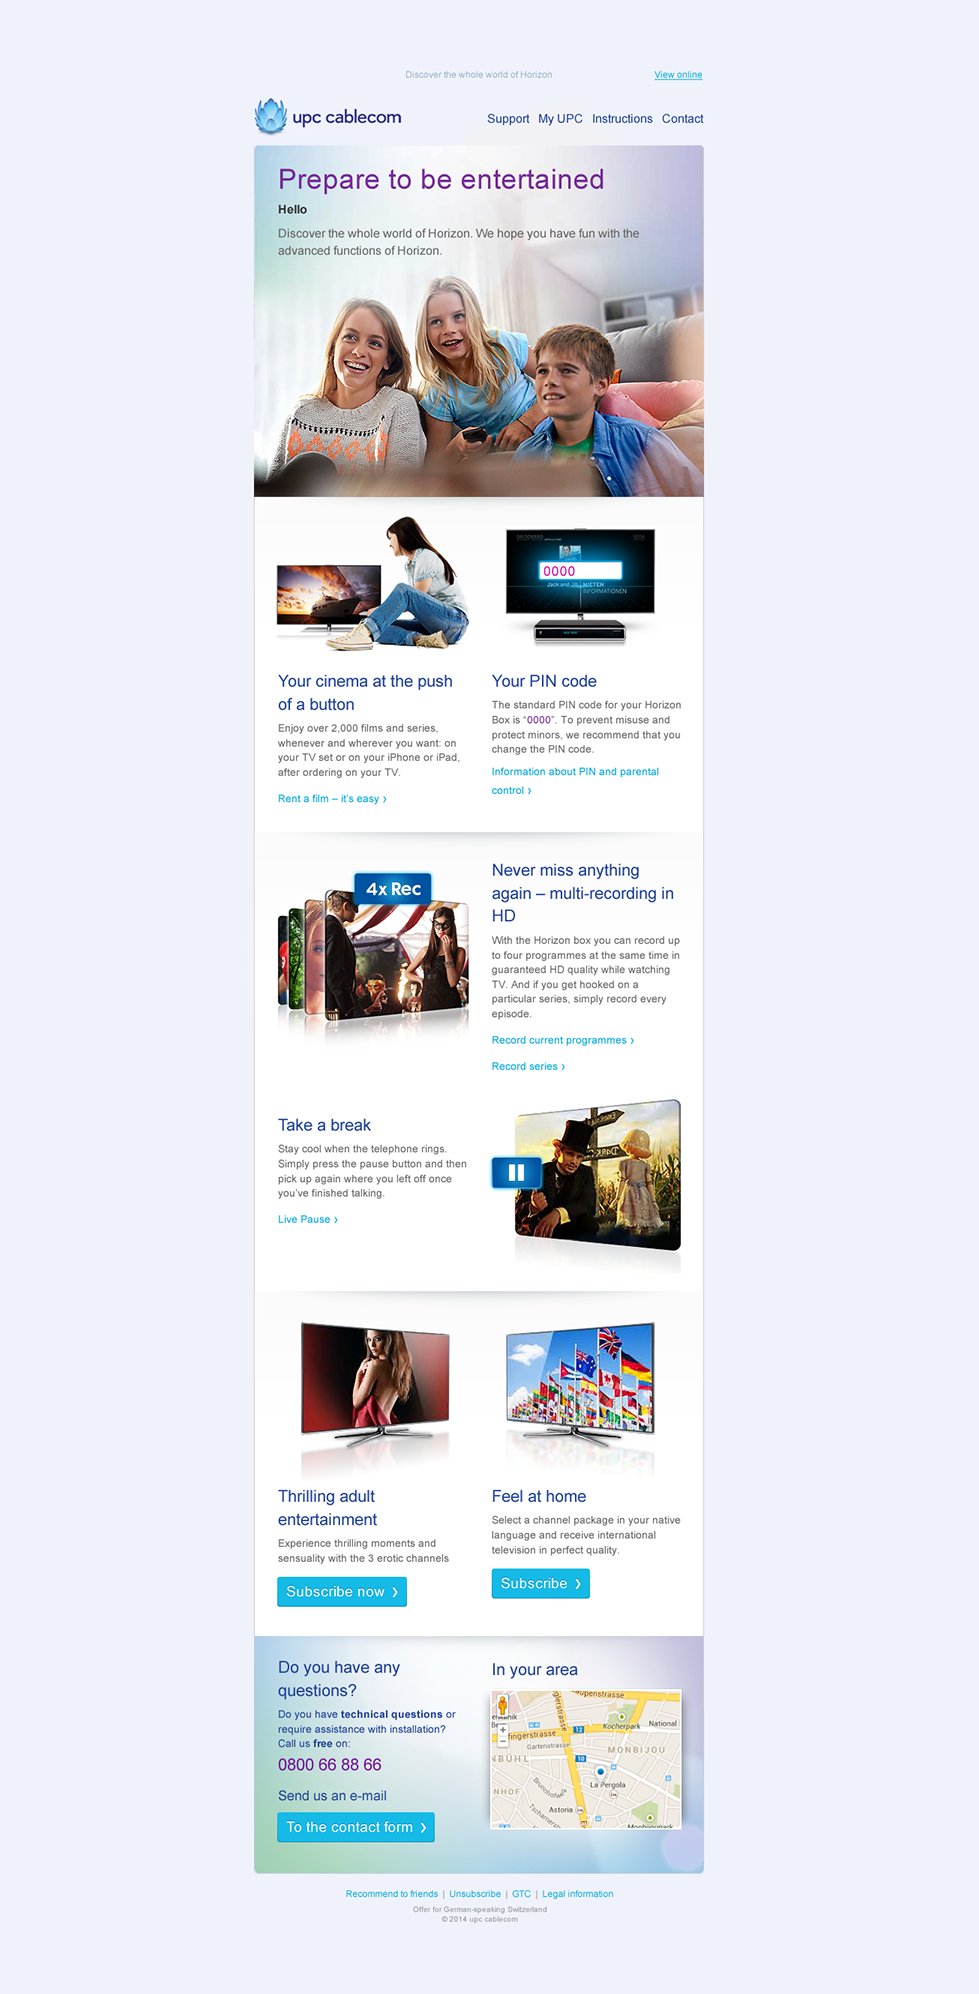 Discover the whole world of Horizon
View online
upc cablecom
Support My UPC Instructions Contact
Prepare to be entertained
Hello
Discover the whole world of Horizon. We hope you have fun with the
advanced functions of Horizon.
0000
Jack and Jill | MIETEN
INFORMATIONEN
Your cinema at the push
of a button
Enjoy over 2,000 films and series,
whenever and wherever you want: on
your TV set or on your iPhone or iPad,
after ordering on your TV.
Rent a film – it's easy ›
Your PIN code
The standard PIN code for your Horizon
Box is “0000”. To prevent misuse and
protect minors, we recommend that you
change the PIN code.
Information about PIN and parental
control ›
4x Rec
Never miss anything
again – multi-recording in
HD
With the Horizon box you can record up
to four programmes at the same time in
guaranteed HD quality while watching
TV. And if you get hooked on a
particular series, simply record every
episode.
Record current programmes ›
Record series ›
Take a break
Stay cool when the telephone rings.
Simply press the pause button and then
pick up again where you left off once
you've finished talking.
Live Pause ›
Thrilling adult
entertainment
Experience thrilling moments and
sensuality with the 3 erotic channels
Subscribe now ›
Feel at home
Select a channel package in your native
language and receive international
television in perfect quality.
Subscribe ›
Do you have any
questions?
Do you have technical questions or
require assistance with installation?
Call us free on:
0800 66 88 66
Send us an e-mail
To the contact form ›
In your area
Kocherpark
National
Gartenstrasse
MONBIJOU
10
12
La Pergola
Brunnhofweg
Astoria
Recommend to friends | Unsubscribe | GTC | Legal information
Offer for German-speaking Switzerland
© 2014 upc cablecom